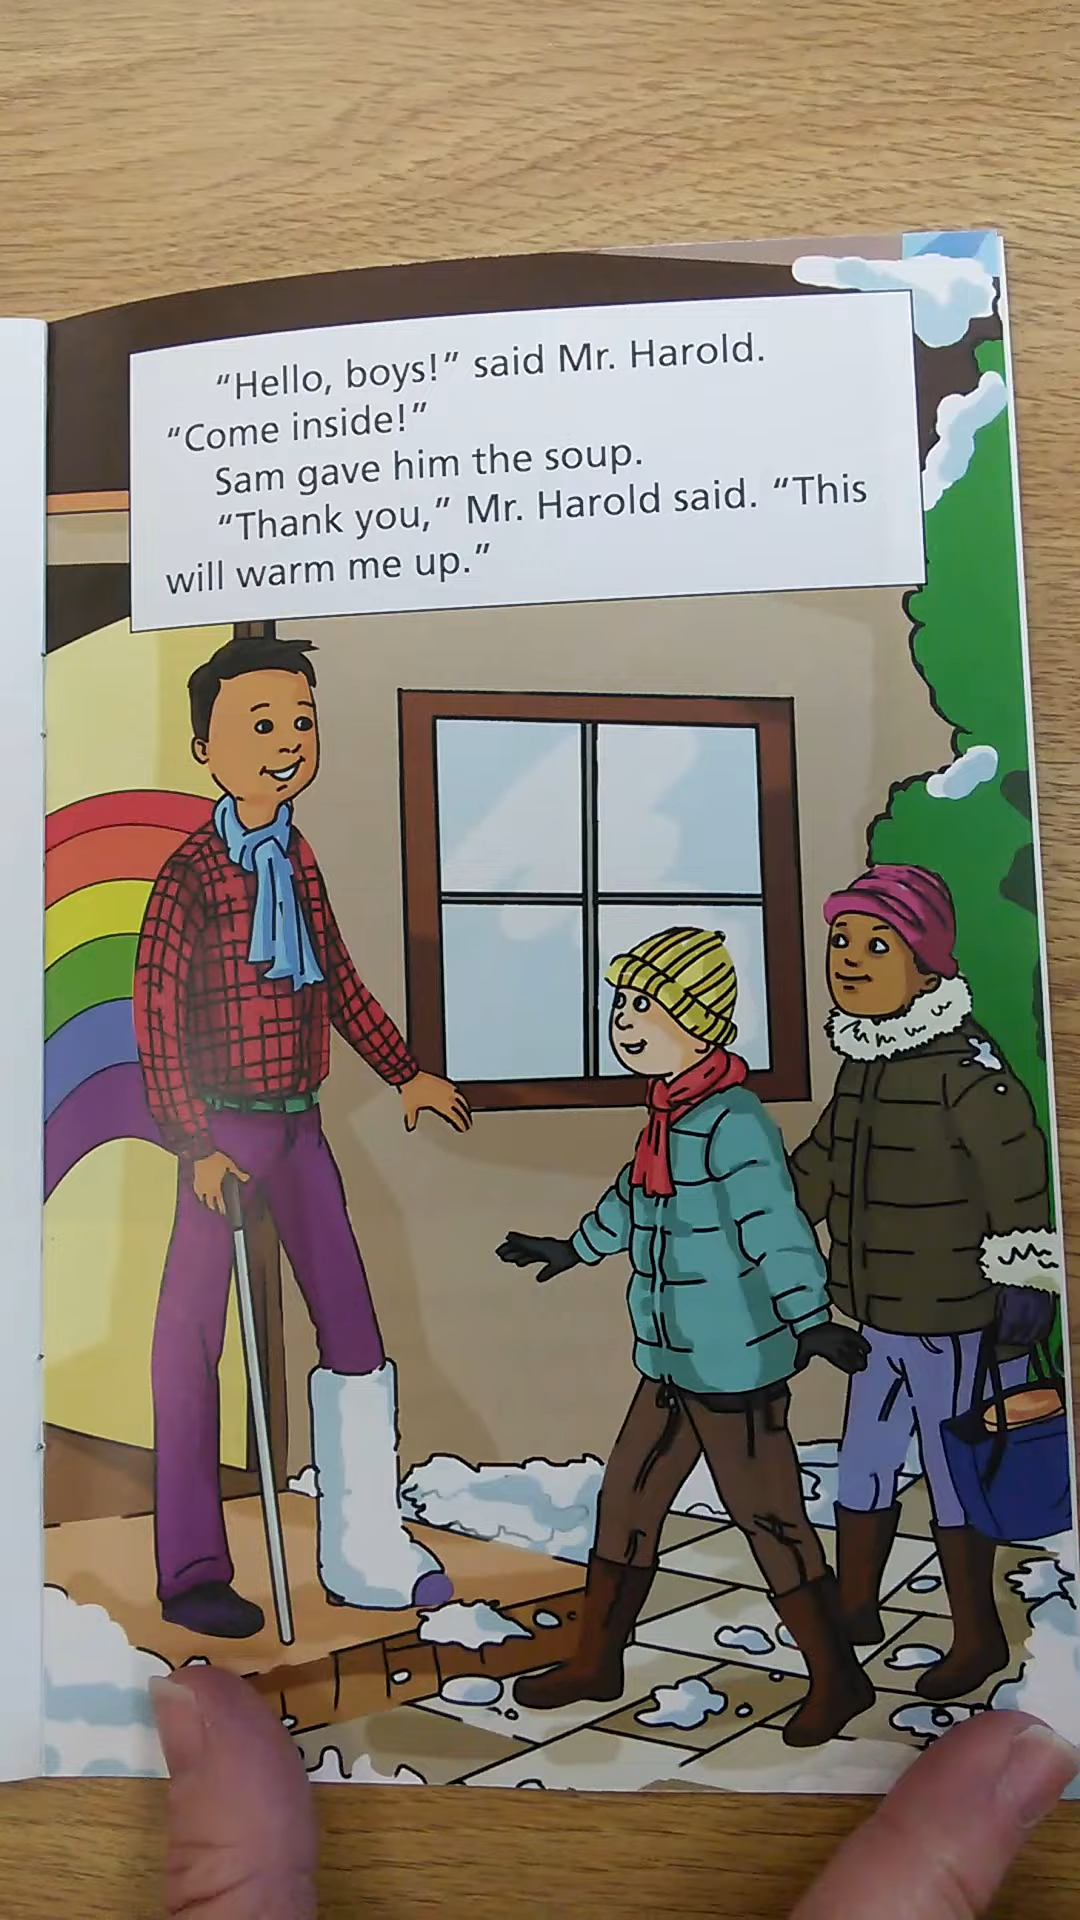 “Hello, boys!” said Mr. Harold.
“Come inside!”
Sam gave him the soup.
“Thank you,” Mr. Harold said. “This
will warm me up.”